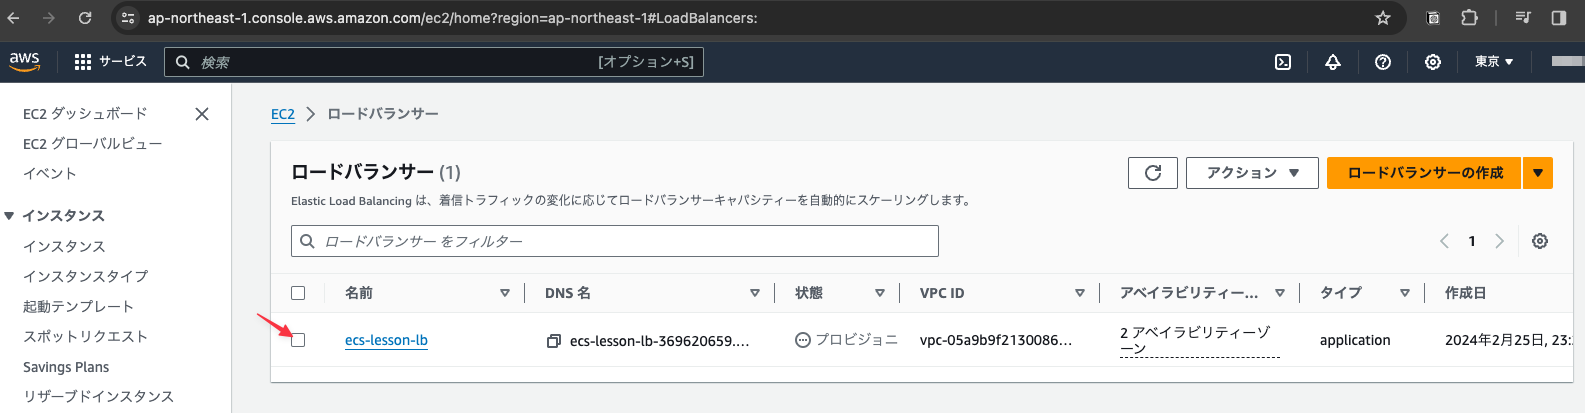 ap-northeast-1.console.aws.amazon.com/ec2/home?region=ap-northeast-1#LoadBalancers:
aws サービス 検索 [オプション+S] 東京
EC2 ダッシュボード
EC2 グローバルビュー
イベント
インスタンス
インスタンス
インスタンスタイプ
起動テンプレート
スポットリクエスト
Savings Plans
リザーブドインスタンス
EC2 ロードバランサー
ロードバランサー (1)
アクション ロードバランサーの作成
Elastic Load Balancing は、着信トラフィックの変化に応じてロードバランサーキャパシティーを自動的にスケーリングします。
ロードバランサー をフィルター
1
名前 DNS 名 状態 VPC ID アベイラビリティー... タイプ 作成日
ecs-lesson-lb ecs-lesson-lb-369620659.... プロビジョニ vpc-05a9b9f2130086... 2 アベイラビリティーゾ
ーン application 2024年2月25日, 23: